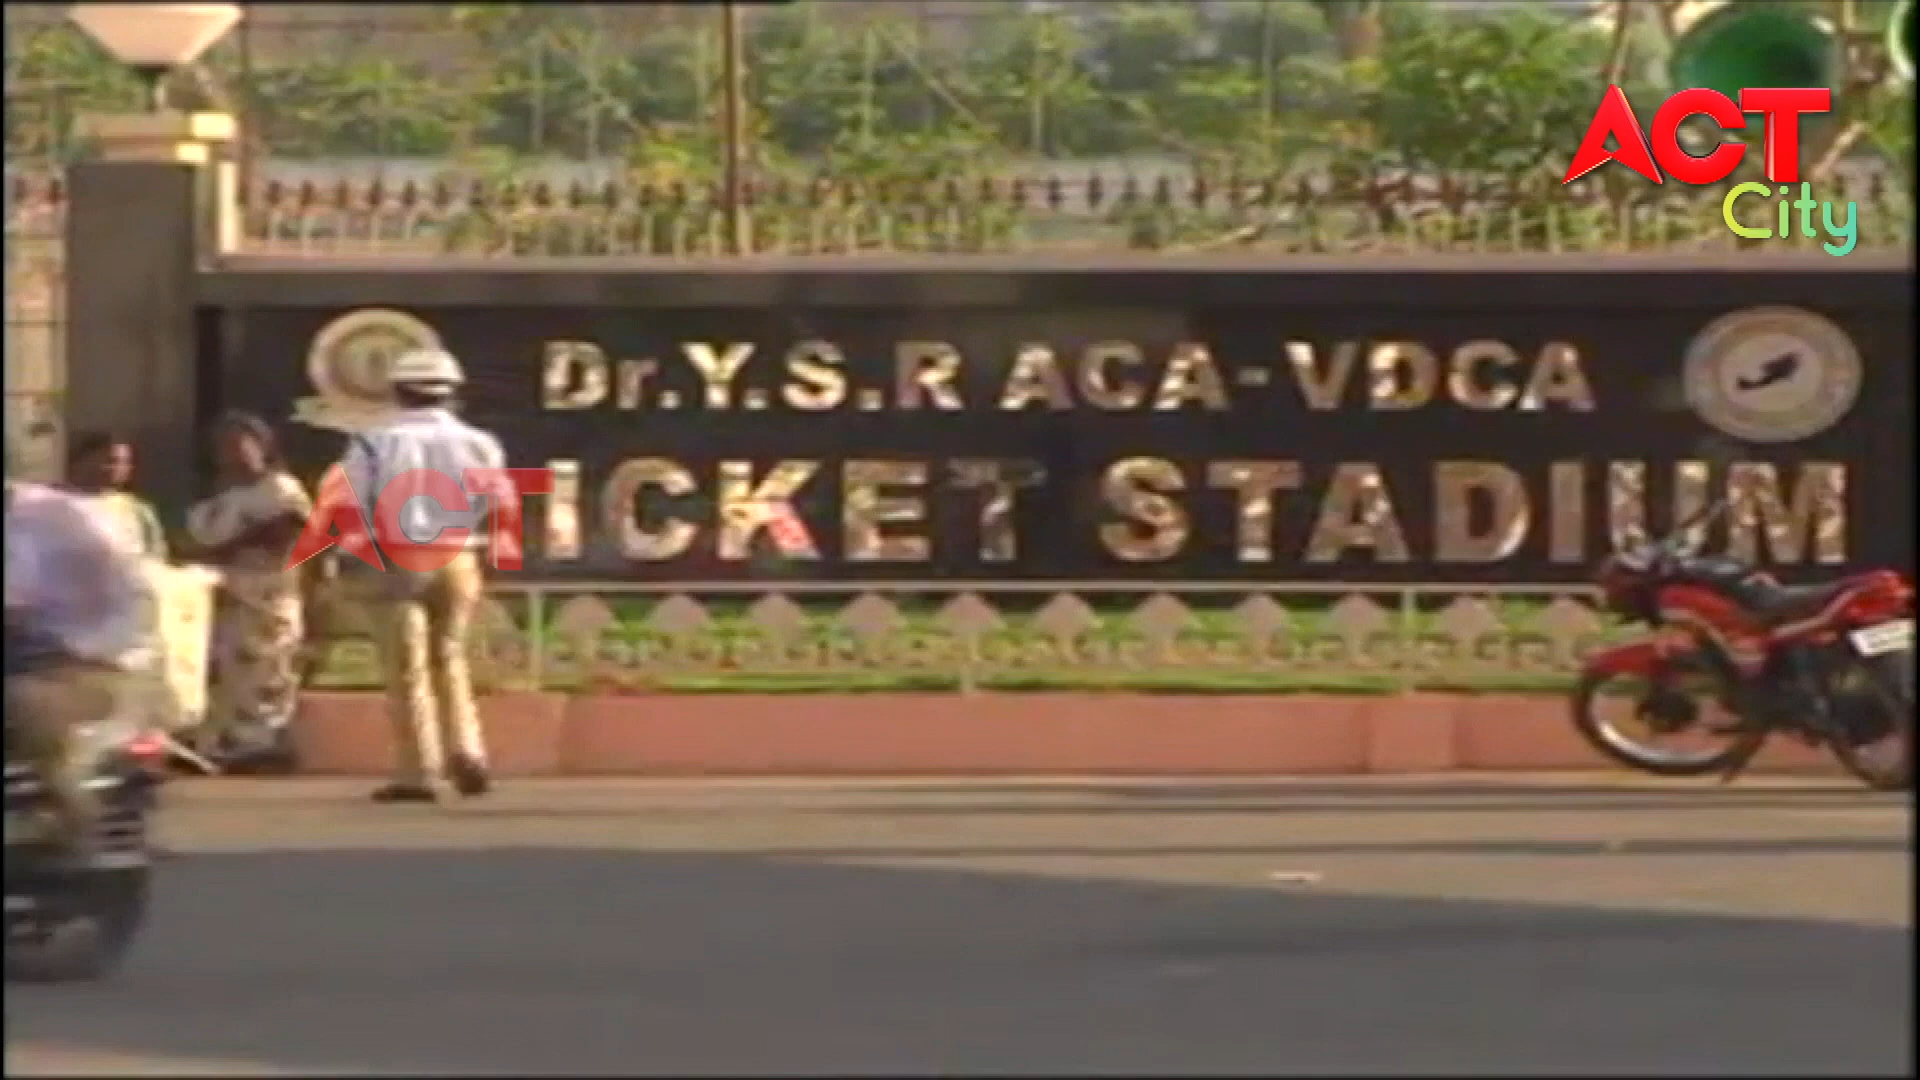 ACT
City
Dr. Y.S.R ACA-VDCA
ICKET STADIUM
ACT